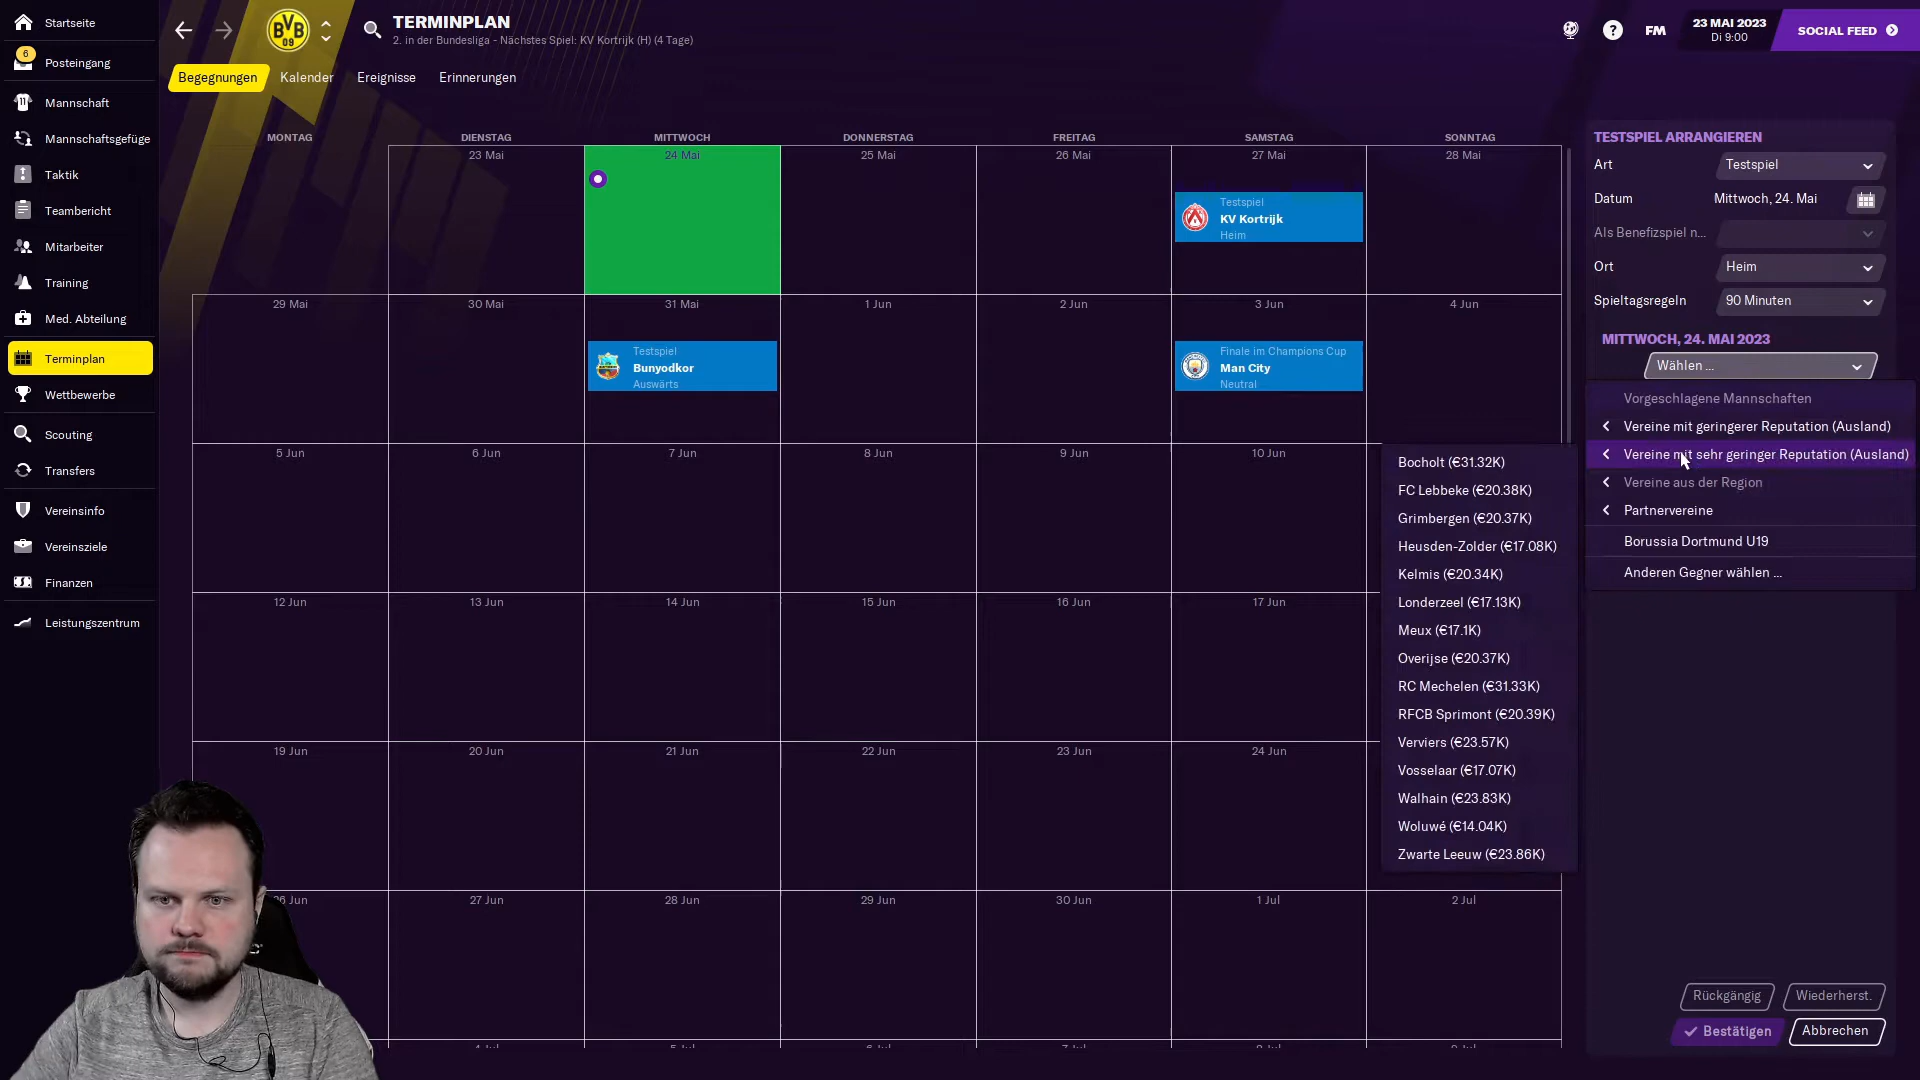 Startseite
6
Posteingang
Mannschaft
Mannschaftsgefüge
Taktik
Teambericht
Mitarbeiter
Training
Med. Abteilung
Terminplan
Wettbewerbe
Scouting
Transfers
Vereinsinfo
Vereinsziele
Finanzen
Leistungszentrum
BVB
09
TERMINPLAN
2. in der Bundesliga - Nächstes Spiel: KV Kortrijk (H) (4 Tage)
?
FM
23 MAI 2023
Di 9:00
SOCIAL FEED
Begegnungen
Kalender
Ereignisse
Erinnerungen
MONTAG
DIENSTAG
MITTWOCH
DONNERSTAG
FREITAG
SAMSTAG
SONNTAG
23 Mai
24 Mai
25 Mai
26 Mai
27 Mai
28 Mai
Testspiel
KV Kortrijk
Heim
29 Mai
30 Mai
31 Mai
1 Jun
2 Jun
3 Jun
4 Jun
Testspiel
Bunyodkor
Auswärts
Finale im Champions Cup
Man City
Neutral
5 Jun
6 Jun
7 Jun
8 Jun
9 Jun
10 Jun
12 Jun
13 Jun
14 Jun
15 Jun
16 Jun
17 Jun
19 Jun
20 Jun
21 Jun
22 Jun
23 Jun
24 Jun
26 Jun
27 Jun
28 Jun
29 Jun
30 Jun
1 Jul
2 Jul
Bocholt (€31.32K)
FC Lebbeke (€20.38K)
Grimbergen (€20.37K)
Heusden-Zolder (€17.08K)
Kelmis (€20.34K)
Londerzeel (€17.13K)
Meux (€17.1K)
Overijse (€20.37K)
RC Mechelen (€31.33K)
RFCB Sprimont (€20.39K)
Verviers (€23.57K)
Vosselaar (€17.07K)
Walhain (€23.83K)
Woluwé (€14.04K)
Zwarte Leeuw (€23.86K)
TESTSPIEL ARRANGIEREN
Art
Testspiel
Datum
Mittwoch, 24. Mai
Als Benefizspiel n...
Ort
Heim
Spieltagsregeln
90 Minuten
MITTWOCH, 24. MAI 2023
Wählen ...
Vorgeschlagene Mannschaften
Vereine mit geringerer Reputation (Ausland)
Vereine mit sehr geringer Reputation (Ausland)
Vereine aus der Region
Partnervereine
Borussia Dortmund U19
Anderen Gegner wählen ...
Rückgängig
Wiederherst.
Bestätigen
Abbrechen